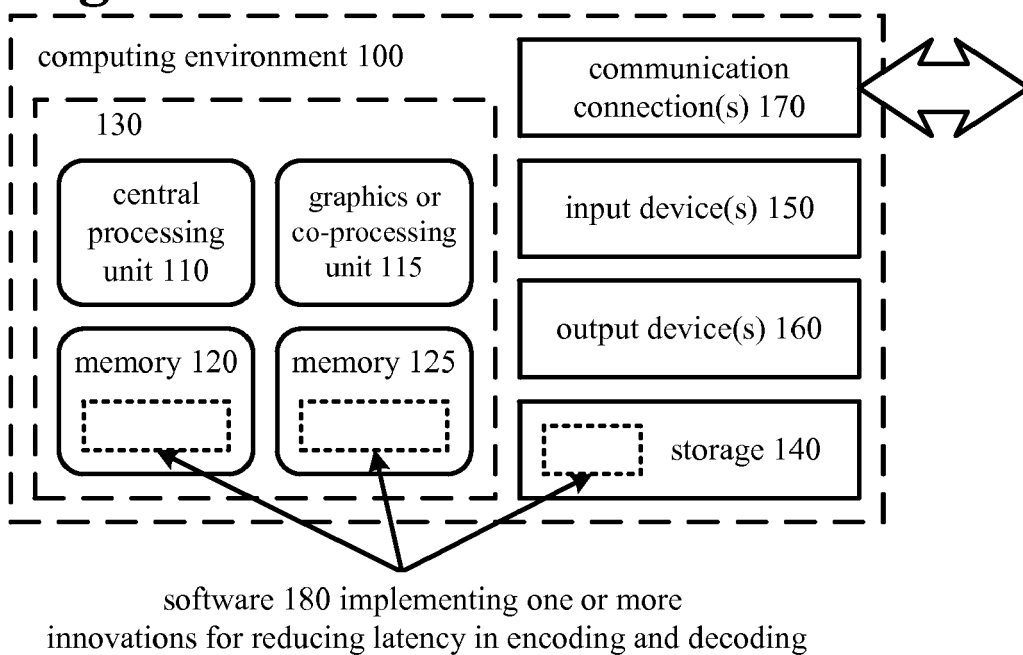 computing environment 100
130
central
processing
unit 110
graphics or
co-processing
unit 115
memory 120
memory 125
communication
connection(s) 170
input device(s) 150
output device(s) 160
storage 140
software 180 implementing one or more
innovations for reducing latency in encoding and decoding